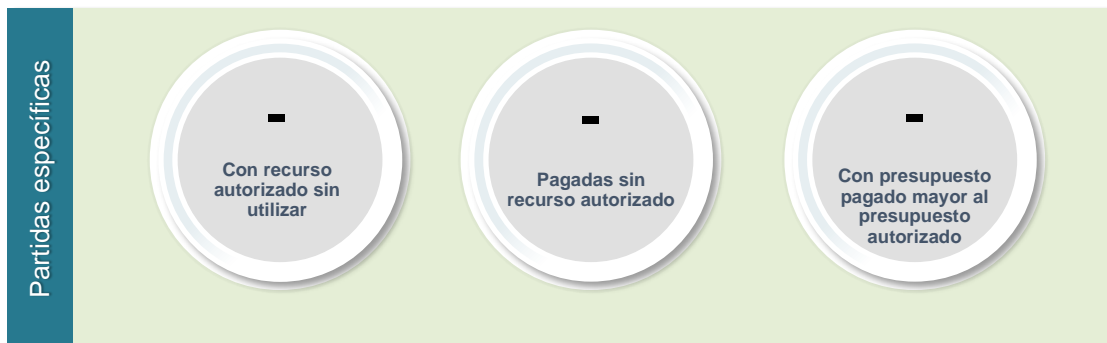 Partidas específicas
-
Con recurso
autorizado sin
utilizar
-
Pagadas sin
recurso autorizado
-
Con presupuesto
pagado mayor al
presupuesto
autorizado